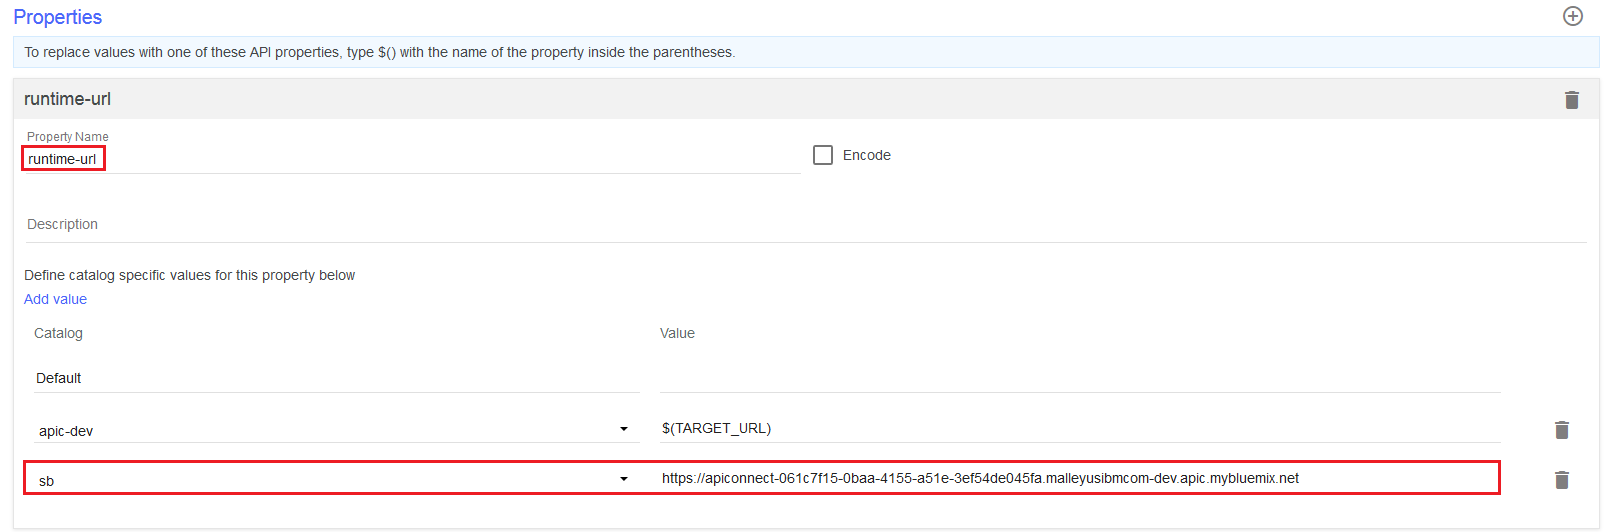 Properties
To replace values with one of these API properties, type $() with the name of the property inside the parentheses.
runtime-url
Property Name
runtime-url
Encode
Description
Define catalog specific values for this property below
Add value
Catalog Value
Default
apic-dev $(TARGET_URL)
sb https://apiconnect-061c7f15-0baa-4155-a51e-3ef54de045fa.malleyusibmcom-dev.apic.mybluemix.net